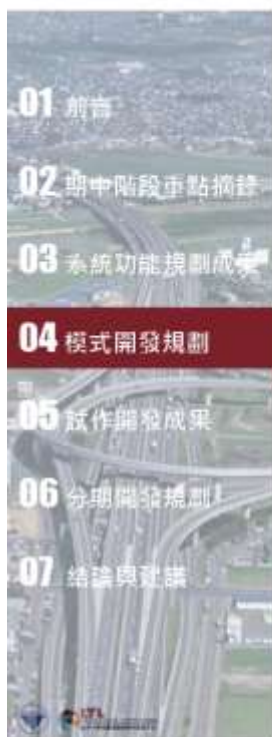 01 前言
02 期中階段重點摘錄
03 系統功能規劃成果
04 模式開發規劃
05 試作開發成果
06 分期開發規劃
07 結論與建議
LTL